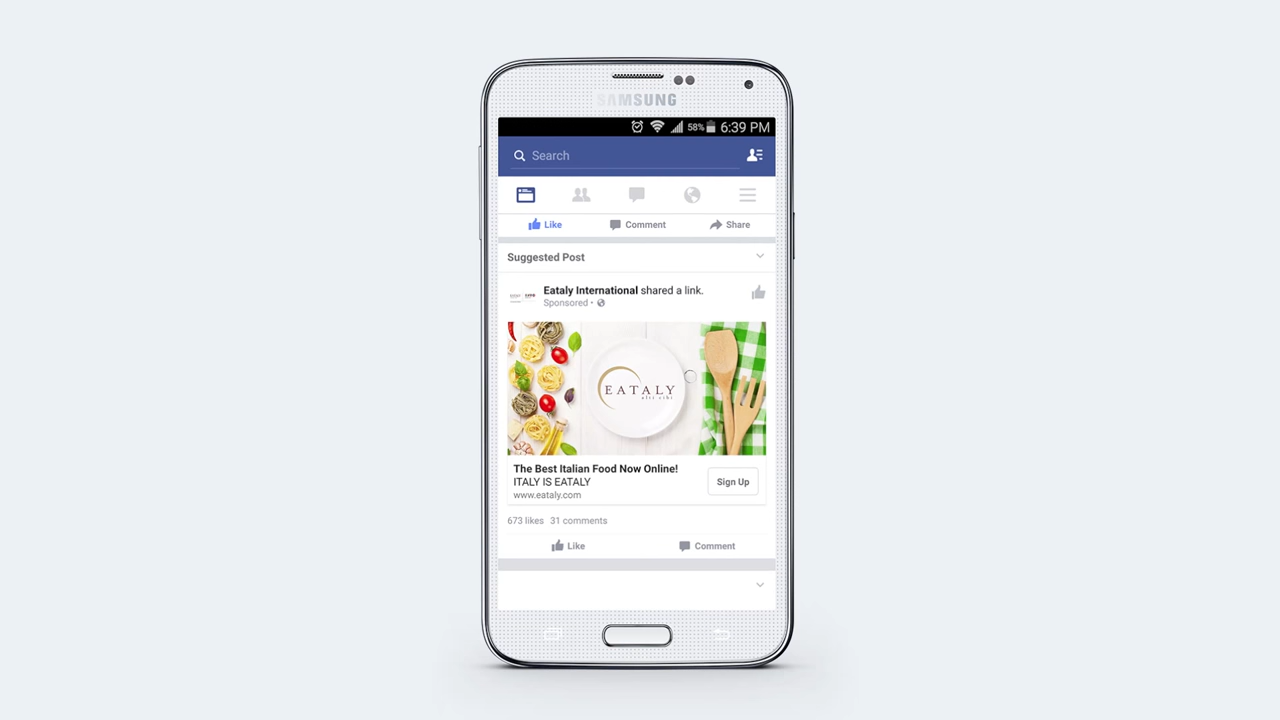 SAMSUNG
58% 6:39 PM
Search
Like Comment Share
Suggested Post
Eataly International shared a link.
Sponsored •
EATALY
The Best Italian Food Now Online!
ITALY IS EATALY
www.eataly.com
Sign Up
673 likes 31 comments
Like Comment